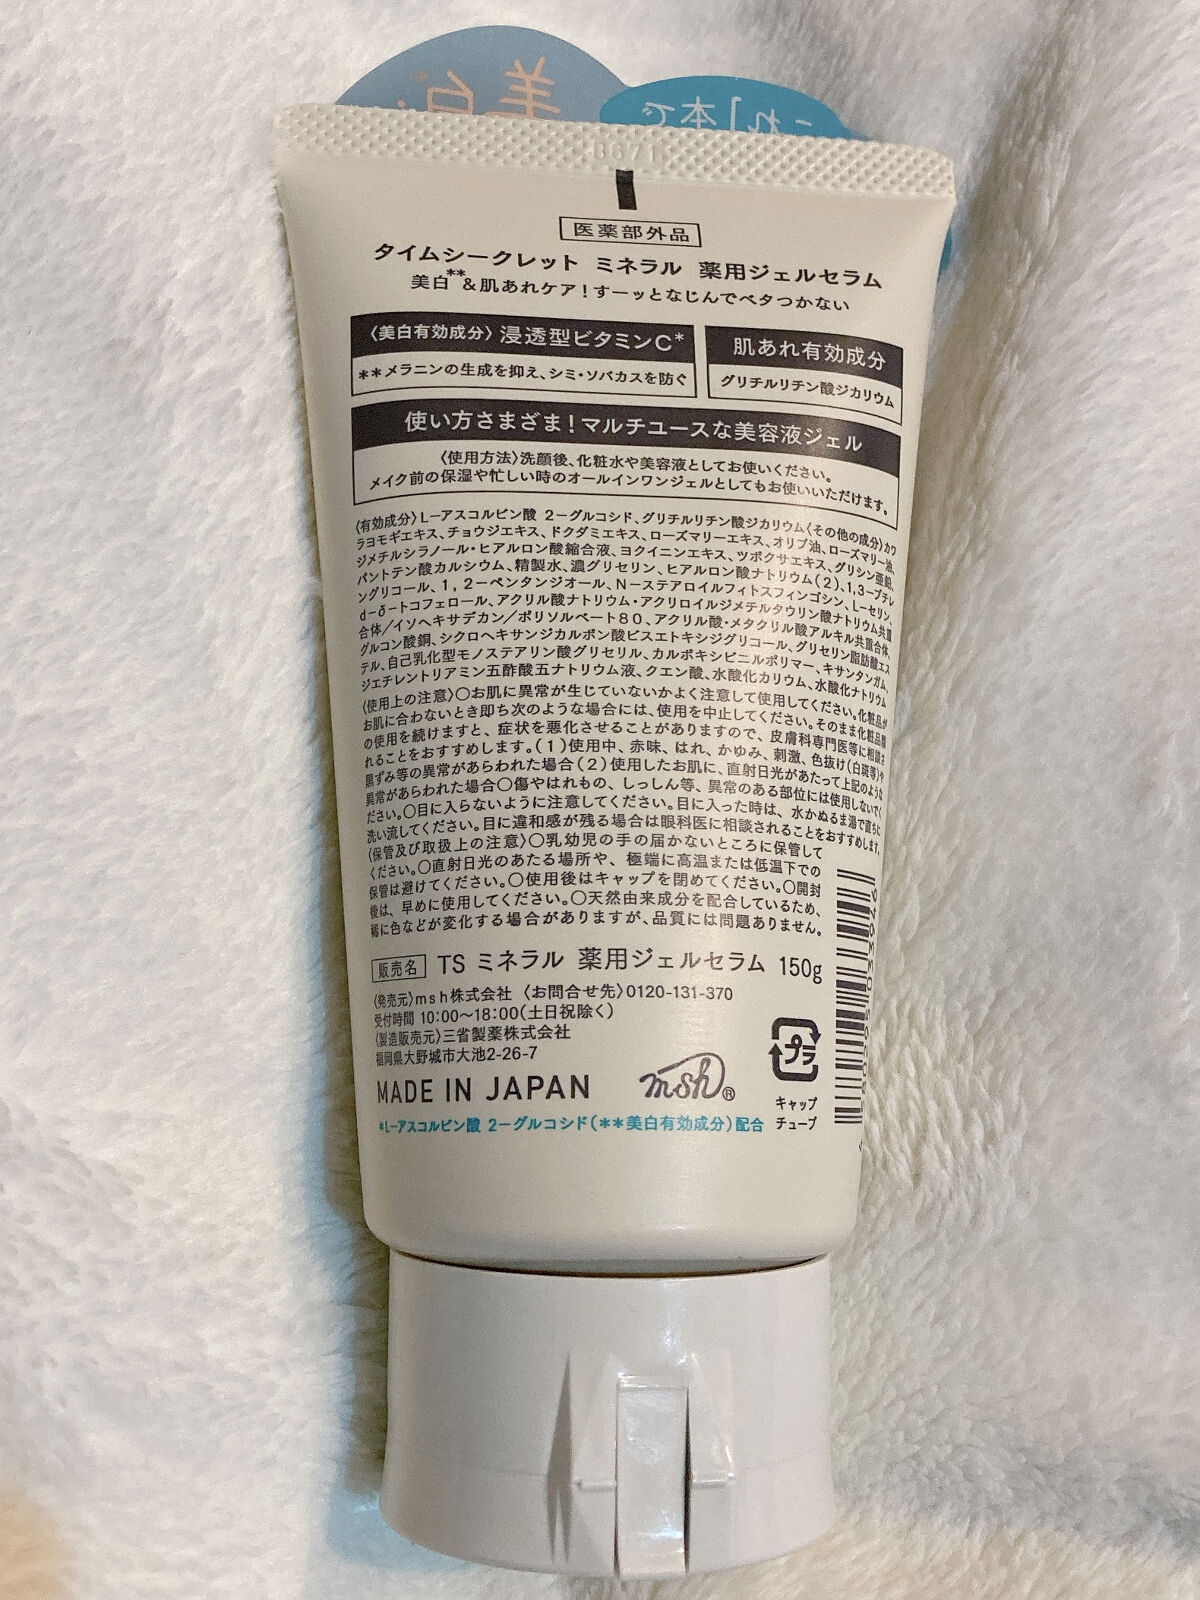 美白
これ1本で
B071
医薬部外品
タイムシークレット ミネラル 薬用ジェルセラム
美白**&肌あれケア!すーッとなじんでベタつかない
〈美白有効成分〉浸透型ビタミンC*
**メラニンの生成を抑え、シミ・ソバカスを防ぐ
肌あれ有効成分
グリチルリチン酸ジカリウム
使い方さまざま!マルチユースな美容液ジェル
〈使用方法〉洗顔後、化粧水や美容液としてお使いください。
メイク前の保湿や忙しい時のオールインワンジェルとしてもお使いいただけます。
〈有効成分〉L-アスコルビン酸 2-グルコシド、グリチルリチン酸ジカリウム〈その他の成分〉カワ
ラヨモギエキス、チョウジエキス、ドクダミエキス、ローズマリーエキス、オリブ油、ローズマリー油、
ジメチルシラノール・ヒアルロン酸縮合液、ヨクイニンエキス、ツボクサエキス、グリシン亜鉛、
パントテン酸カルシウム、精製水、濃グリセリン、ヒアルロン酸ナトリウム(2)、1,3-ブチレ
ングリコール、1,2-ペンタンジオール、N-ステアロイルフィトスフィンゴシン、L-セリン、
d-δ-トコフェロール、アクリル酸ナトリウム・アクリロイルジメチルタウリン酸ナトリウム共重
合体/イソヘキサデカン/ポリソルベート80、アクリル酸・メタクリル酸アルキル共重合体、
グルコン酸銅、シクロヘキサンジカルボン酸ビスエトキシジグリコール、グリセリン脂肪酸エス
テル、自己乳化型モノステアリン酸グリセリル、カルボキシビニルポリマー、キサンタンガム、
ジエチレントリアミン五酢酸五ナトリウム液、クエン酸、水酸化カリウム、水酸化ナトリウム
〈使用上の注意〉〇お肌に異常が生じていないかよく注意して使用してください。化粧品が
お肌に合わないとき即ち次のような場合には、使用を中止してください。そのまま化粧品類
の使用を続けますと、症状を悪化させることがありますので、皮膚科専門医等に相談さ
れることをおすすめします。(1)使用中、赤味、はれ、かゆみ、刺激、色抜け(白斑等)や
黒ずみ等の異常があらわれた場合(2)使用したお肌に、直射日光があたって上記のような
異常があらわれた場合〇傷やはれもの、しっしん等、異常のある部位には使用しないでく
ださい。〇目に入らないように注意してください。目に入った時は、水かぬるま湯で直ちに
洗い流してください。目に違和感が残る場合は眼科医に相談されることをおすすめします。
〈保管及び取扱上の注意〉〇乳幼児の手の届かないところに保管して
ください。〇直射日光のあたる場所や、極端に高温または低温下での
保管は避けてください。〇使用後はキャップを閉めてください。〇開封
後は、早めに使用してください。〇天然由来成分を配合しているため、
稀に色などが変化する場合がありますが、品質には問題ありません。
販売名 TS ミネラル 薬用ジェルセラム 150g
〈発売元〉msh株式会社 〈お問合せ先〉0120-131-370
受付時間 10:00〜18:00(土日祝除く)
〈製造販売元〉三省製薬株式会社
福岡県大野城市大池2-26-7
MADE IN JAPAN
msh®
プラ
キャップ
チューブ
*L-アスコルビン酸 2-グルコシド(**美白有効成分)配合